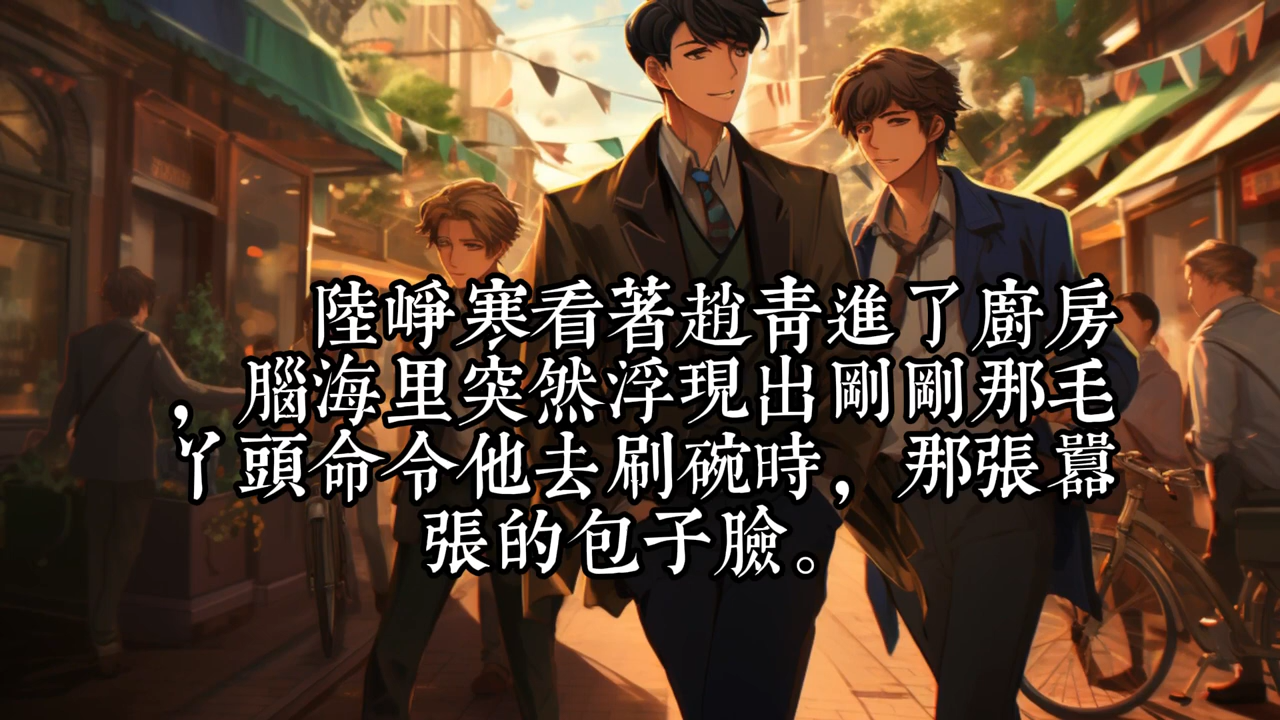 陸崢寒看著趙青進了廚房
，腦海里突然浮現出剛剛那毛
丫頭命令他去刷碗時，那張囂
張的包子臉。